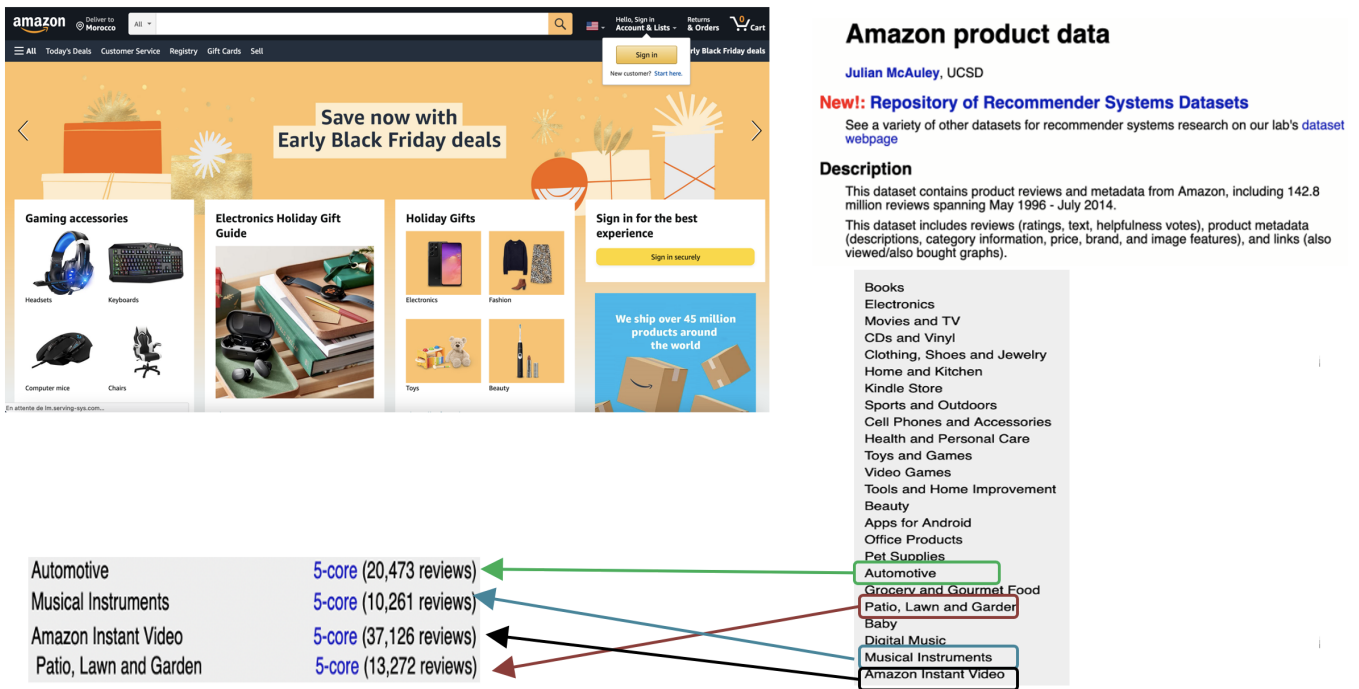 amazon
Deliver to
Morocco
All
Hello, Sign in
Account & Lists
Returns
& Orders
0
Cart
All Today's Deals Customer Service Registry Gift Cards Sell
rly Black Friday deals
Sign in
New customer? Start here.
Save now with
Early Black Friday deals
Gaming accessories
Headsets
Keyboards
Computer mice
Chairs
Electronics Holiday Gift
Guide
Holiday Gifts
Electronics
Fashion
Toys
Beauty
Sign in for the best
experience
Sign in securely
We ship over 45 million
products around
the world
En attente de lm.serving-sys.com...
Amazon product data
Julian McAuley, UCSD
New!: Repository of Recommender Systems Datasets
See a variety of other datasets for recommender systems research on our lab's dataset
webpage
Description
This dataset contains product reviews and metadata from Amazon, including 142.8
million reviews spanning May 1996 - July 2014.
This dataset includes reviews (ratings, text, helpfulness votes), product metadata
(descriptions, category information, price, brand, and image features), and links (also
viewed/also bought graphs).
Books
Electronics
Movies and TV
CDs and Vinyl
Clothing, Shoes and Jewelry
Home and Kitchen
Kindle Store
Sports and Outdoors
Cell Phones and Accessories
Health and Personal Care
Toys and Games
Video Games
Tools and Home Improvement
Beauty
Apps for Android
Office Products
Pet Supplies
Automotive
Grocery and Gourmet Food
Patio, Lawn and Garden
Baby
Digital Music
Musical Instruments
Amazon Instant Video
Automotive 5-core (20,473 reviews)
Musical Instruments 5-core (10,261 reviews)
Amazon Instant Video 5-core (37,126 reviews)
Patio, Lawn and Garden 5-core (13,272 reviews)